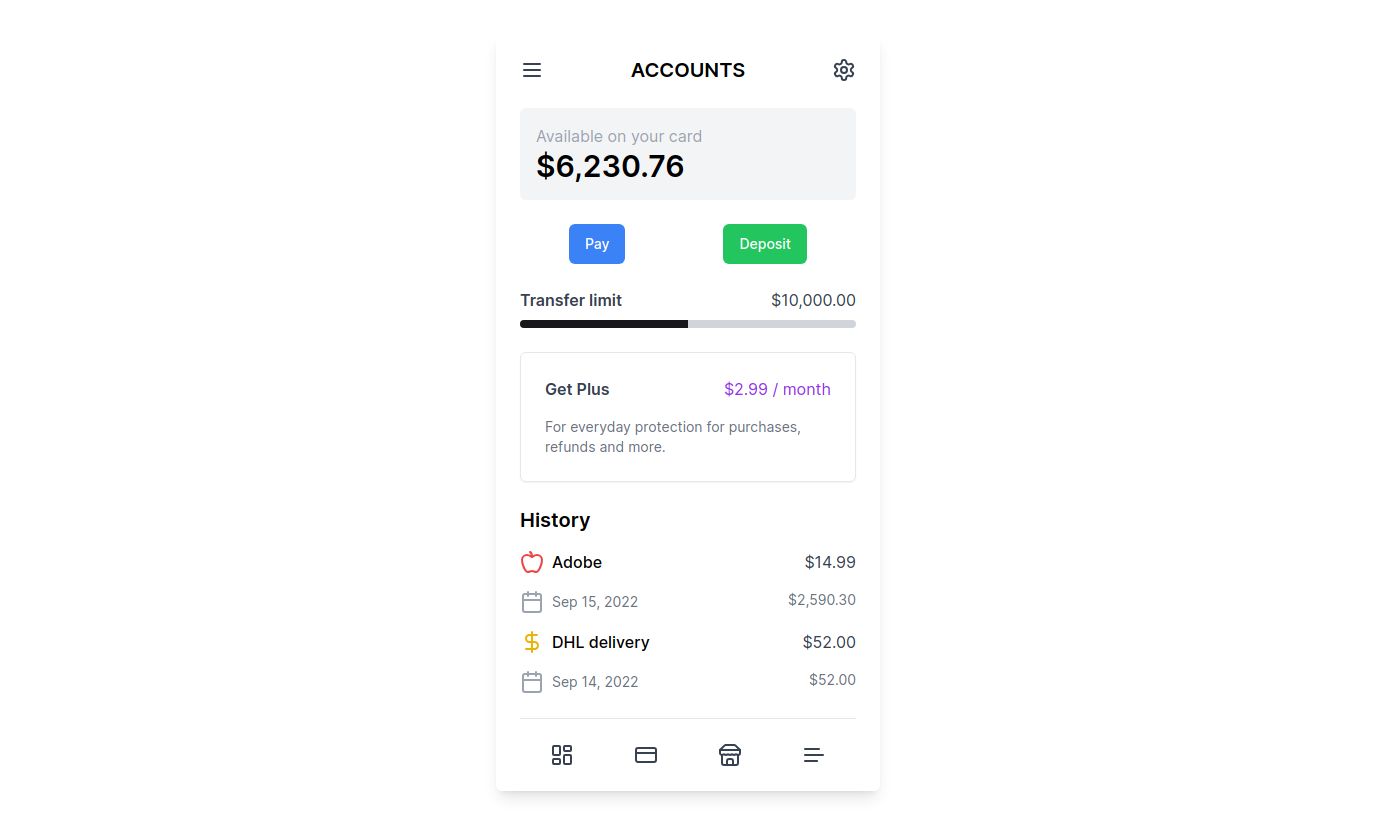 ACCOUNTS
Available on your card
$6,230.76
Pay Deposit
Transfer limit $10,000.00
Get Plus $2.99 / month
For everyday protection for purchases,
refunds and more.
History
Adobe $14.99
Sep 15, 2022 $2,590.30
DHL delivery $52.00
Sep 14, 2022 $52.00